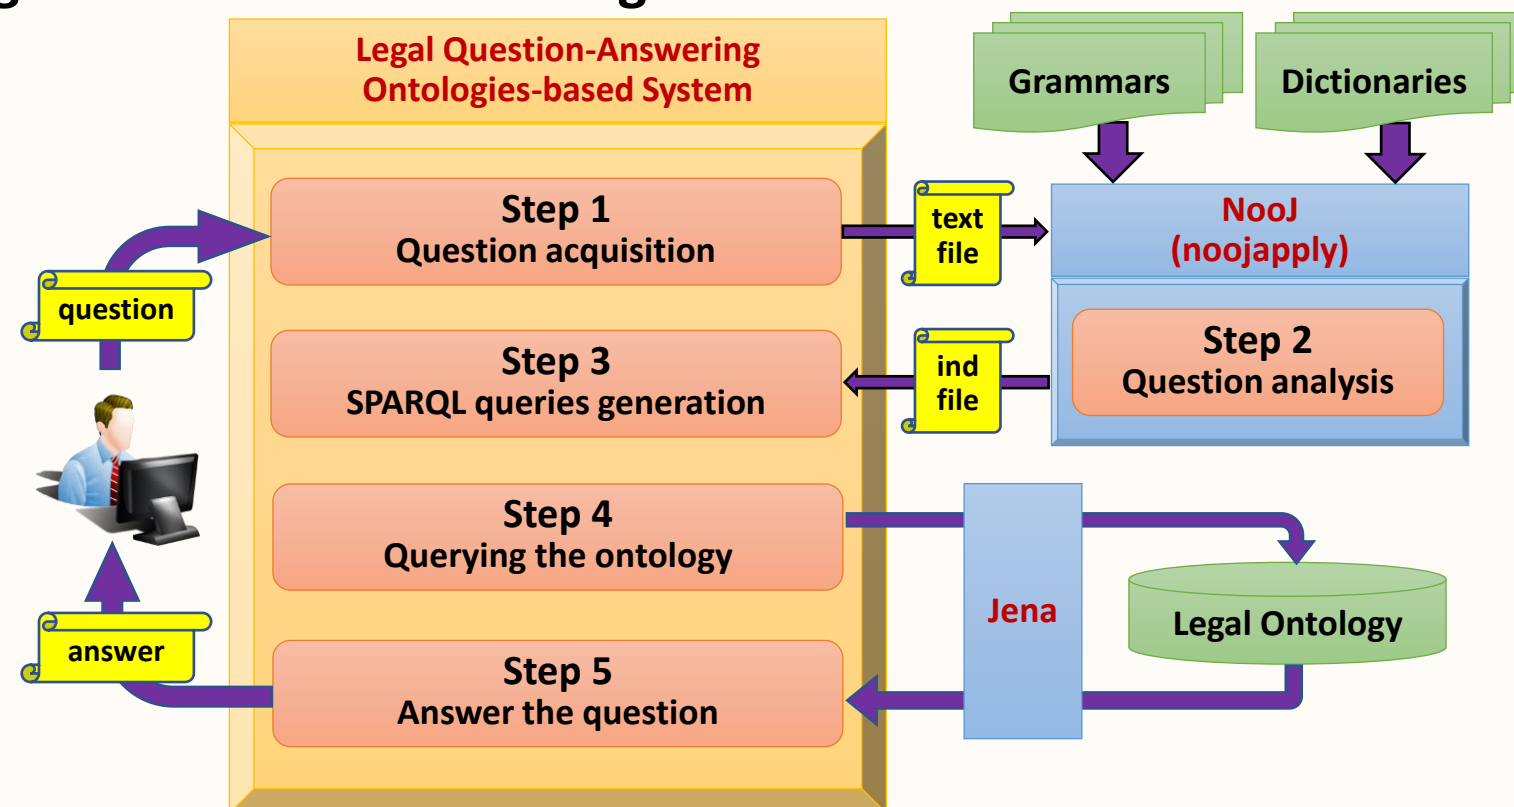 Legal Question-Answering
Ontologies-based System
Grammars
Dictionaries
Step 1
Question acquisition
text
file
NooJ
(noojapply)
question
Step 3
SPARQL queries generation
ind
file
Step 2
Question analysis
Step 4
Querying the ontology
Jena
Legal Ontology
answer
Step 5
Answer the question